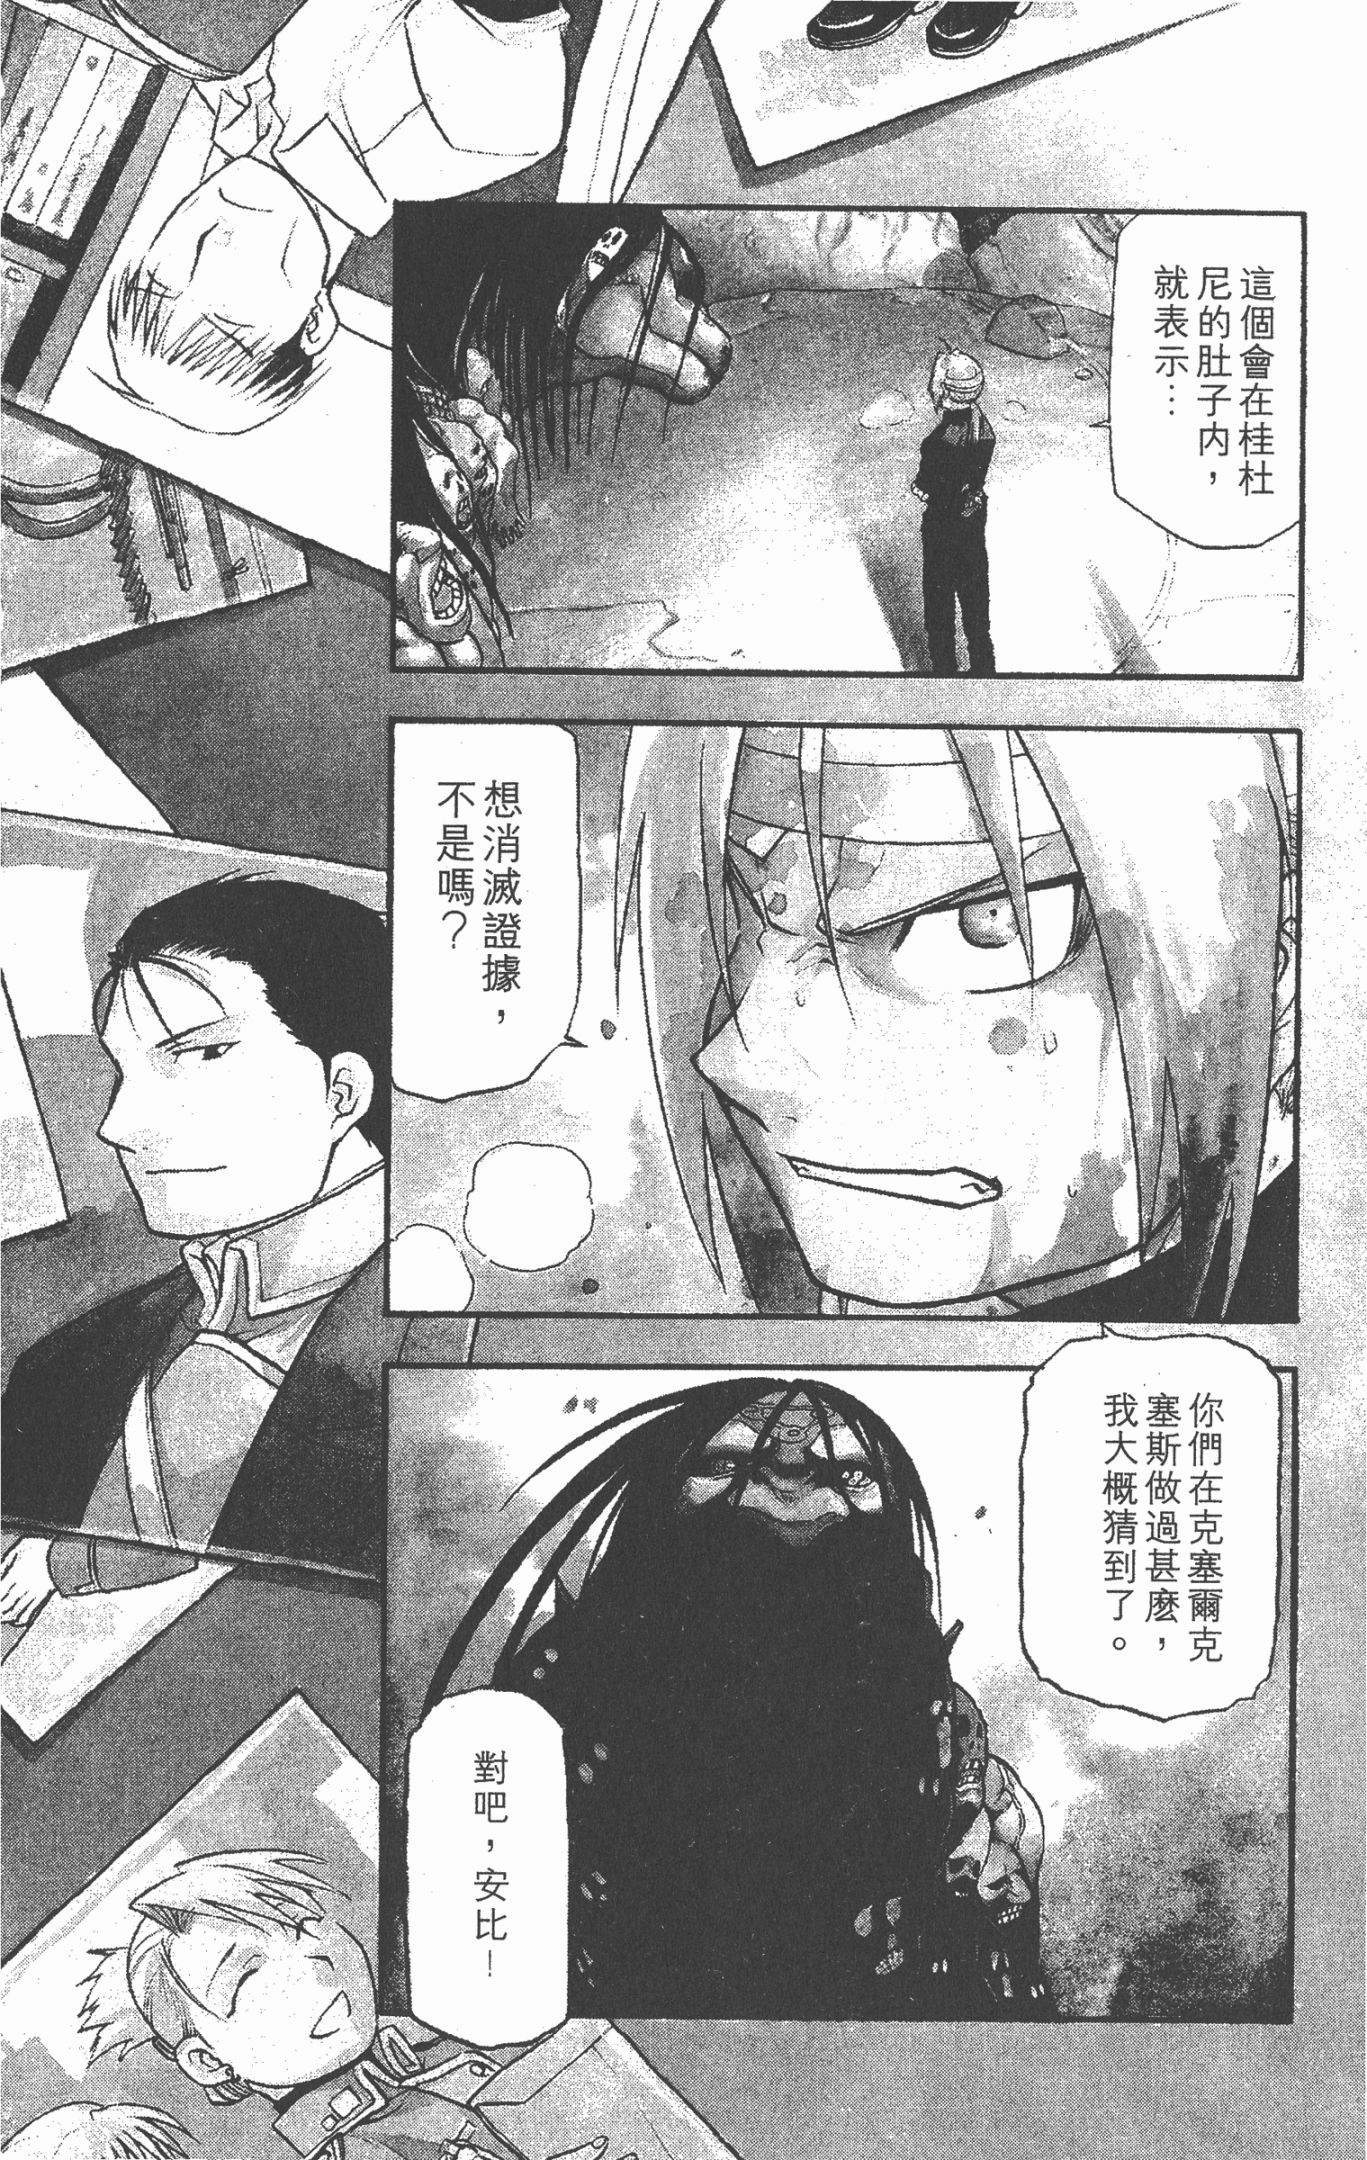 這個會在桂杜
尼的肚子內，
就表示…
想消滅證據，
不是嗎？
你們在克塞爾克
塞斯做過甚麼，
我大概猜到了。
對吧，安比！